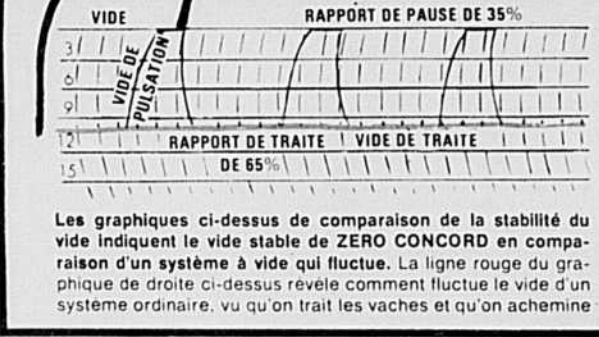 VIDE RAPPORT DE PAUSE DE 35%
3
6
9
VIDE DE
PULSATION
12 RAPPORT DE TRAITE VIDE DE TRAITE
15 DE 65%
Les graphiques ci-dessus de comparaison de la stabilité du
vide indiquent le vide stable de ZERO CONCORD en compa-
raison d'un système à vide qui fluctue. La ligne rouge du gra-
phique de droite ci-dessus révèle comment fluctue le vide d'un
système ordinaire, vu qu'on trait les vaches et qu'on achemine